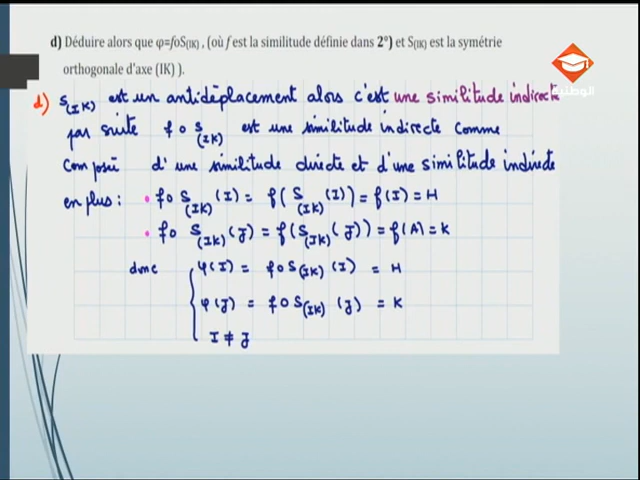 d) Déduire alors que φ=foS(IK) , (où f est la similitude définie dans 2°) et S(IK) est la symétrie
orthogonale d'axe (IK) ).
الوطنية
d) S(IK) est un antidéplacement alors c'est une similitude indirecte
par suite f o S(IK) est une similitude indirecte comme
composé d'une similitude directe et d'une similitude indirecte
en plus : • f o S(IK) (I) = f( S(IK) (I)) = f(I) = H
• f o S(IK) (J) = f(S(IK) (J)) = f(A) = K
donc φ(I) = f o S(IK) (I) = H
φ(J) = f o S(IK) (J) = K
I ≠ J